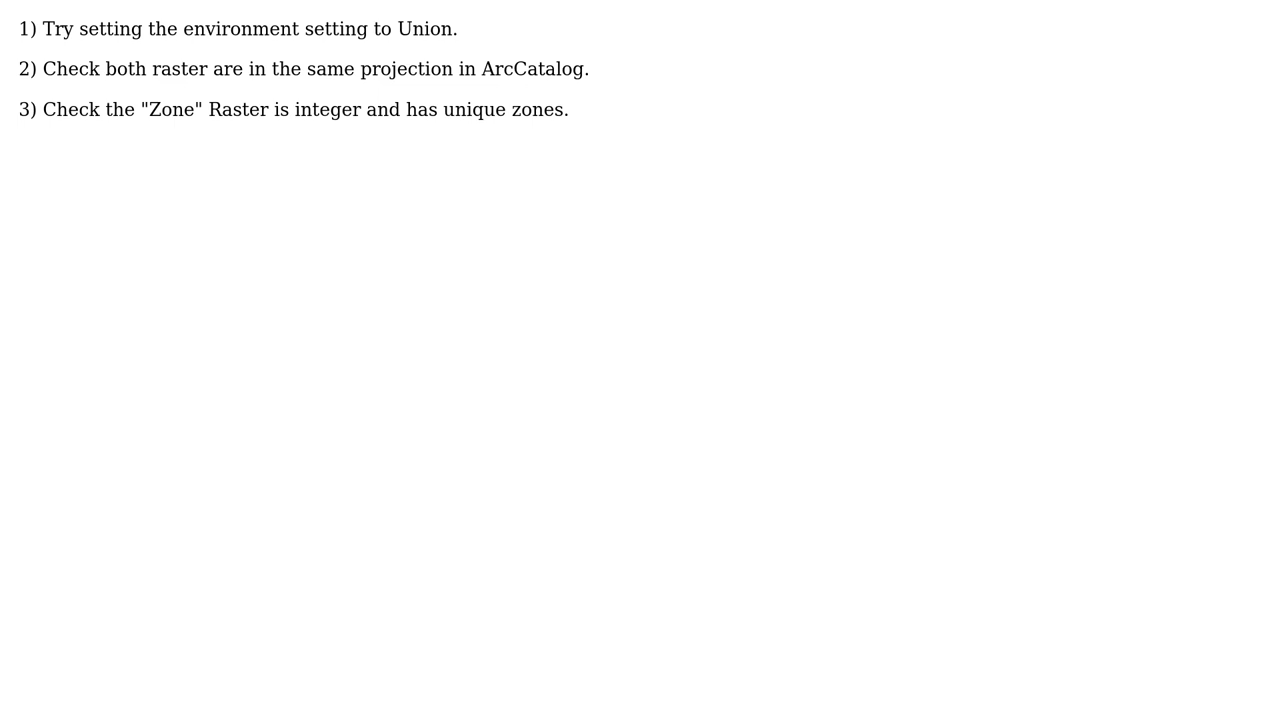 1) Try setting the environment setting to Union.
2) Check both raster are in the same projection in ArcCatalog.
3) Check the "Zone" Raster is integer and has unique zones.